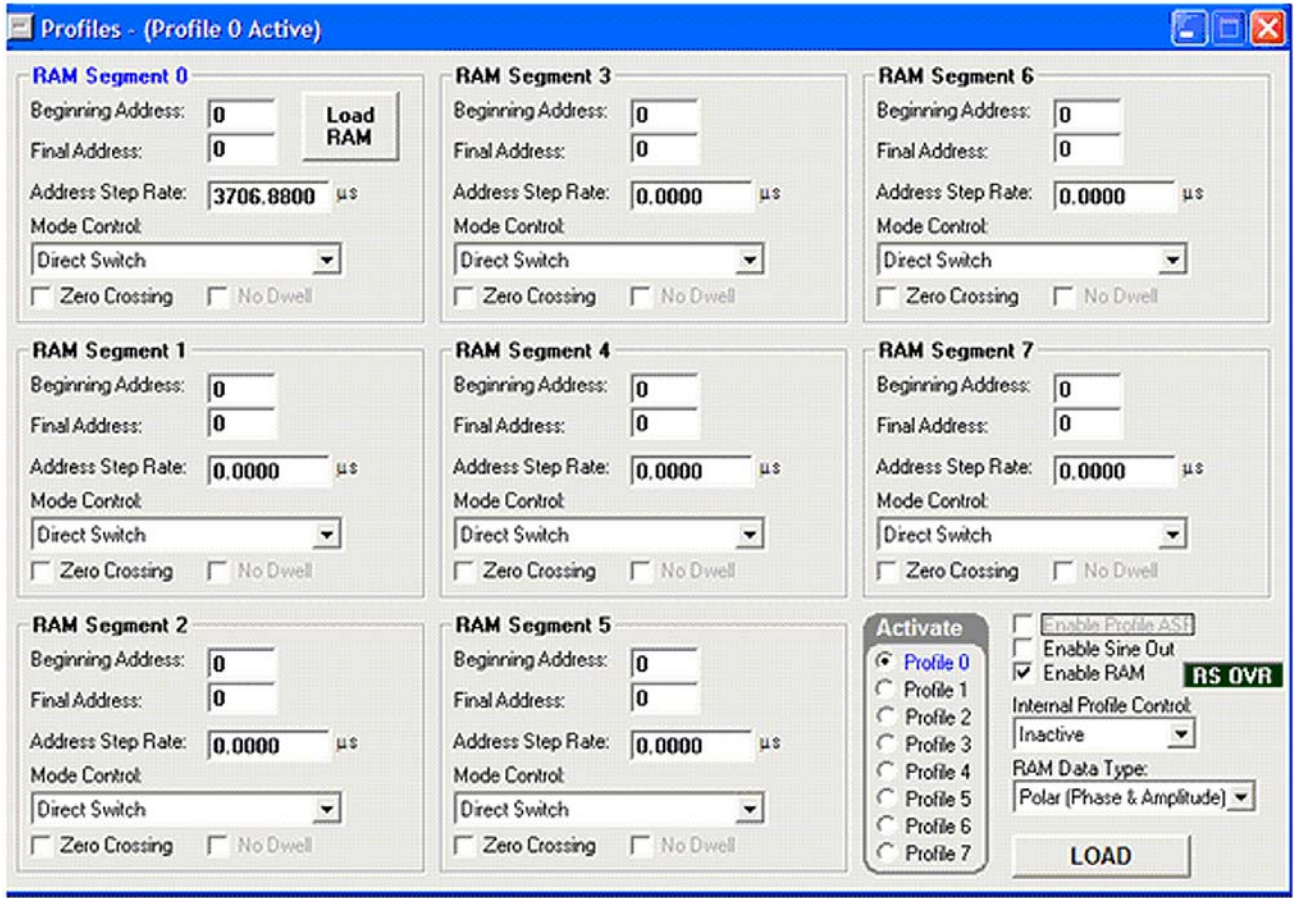 Profiles - (Profile 0 Active)
RAM Segment 0
Beginning Address: 0
Load RAM
Final Address: 0
Address Step Rate: 3706.8800 µs
Mode Control:
Direct Switch
Zero Crossing No Dwell
RAM Segment 3
Beginning Address: 0
Final Address: 0
Address Step Rate: 0.0000 µs
Mode Control:
Direct Switch
Zero Crossing No Dwell
RAM Segment 6
Beginning Address: 0
Final Address: 0
Address Step Rate: 0.0000 µs
Mode Control:
Direct Switch
Zero Crossing No Dwell
RAM Segment 1
Beginning Address: 0
Final Address: 0
Address Step Rate: 0.0000 µs
Mode Control:
Direct Switch
Zero Crossing No Dwell
RAM Segment 4
Beginning Address: 0
Final Address: 0
Address Step Rate: 0.0000 µs
Mode Control:
Direct Switch
Zero Crossing No Dwell
RAM Segment 7
Beginning Address: 0
Final Address: 0
Address Step Rate: 0.0000 µs
Mode Control:
Direct Switch
Zero Crossing No Dwell
RAM Segment 2
Beginning Address: 0
Final Address: 0
Address Step Rate: 0.0000 µs
Mode Control:
Direct Switch
Zero Crossing No Dwell
RAM Segment 5
Beginning Address: 0
Final Address: 0
Address Step Rate: 0.0000 µs
Mode Control:
Direct Switch
Zero Crossing No Dwell
Activate
Profile 0
Profile 1
Profile 2
Profile 3
Profile 4
Profile 5
Profile 6
Profile 7
Enable Profile ASF
Enable Sine Out
Enable RAM RS OVR
Internal Profile Control:
Inactive
RAM Data Type:
Polar (Phase & Amplitude)
LOAD